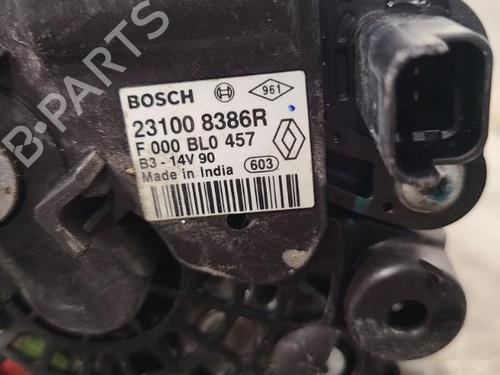 B-PARTS
BOSCH
961
23100 8386R
F 000 BL0 457
B3 - 14V 90
Made in India
603